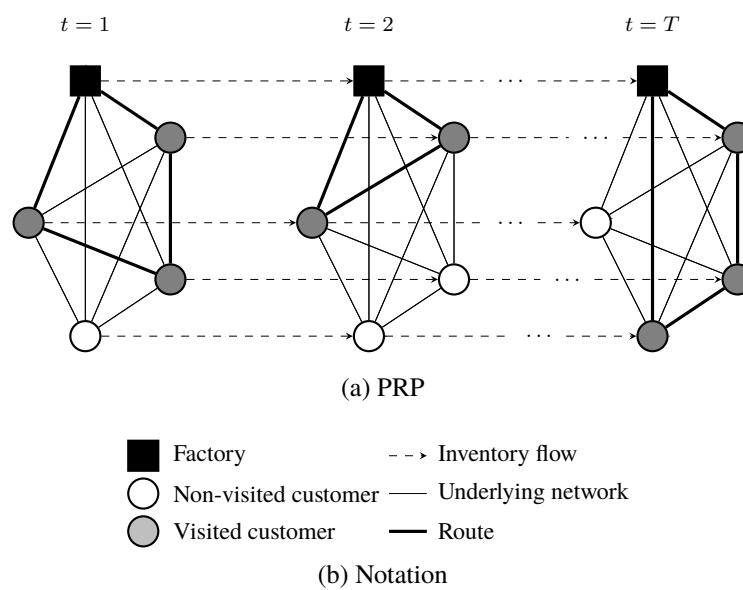 t = 1 t = 2 t = T
· · ·
· · ·
· · ·
· · ·
· · ·
(a) PRP
Factory Inventory flow
Non-visited customer Underlying network
Visited customer Route
(b) Notation